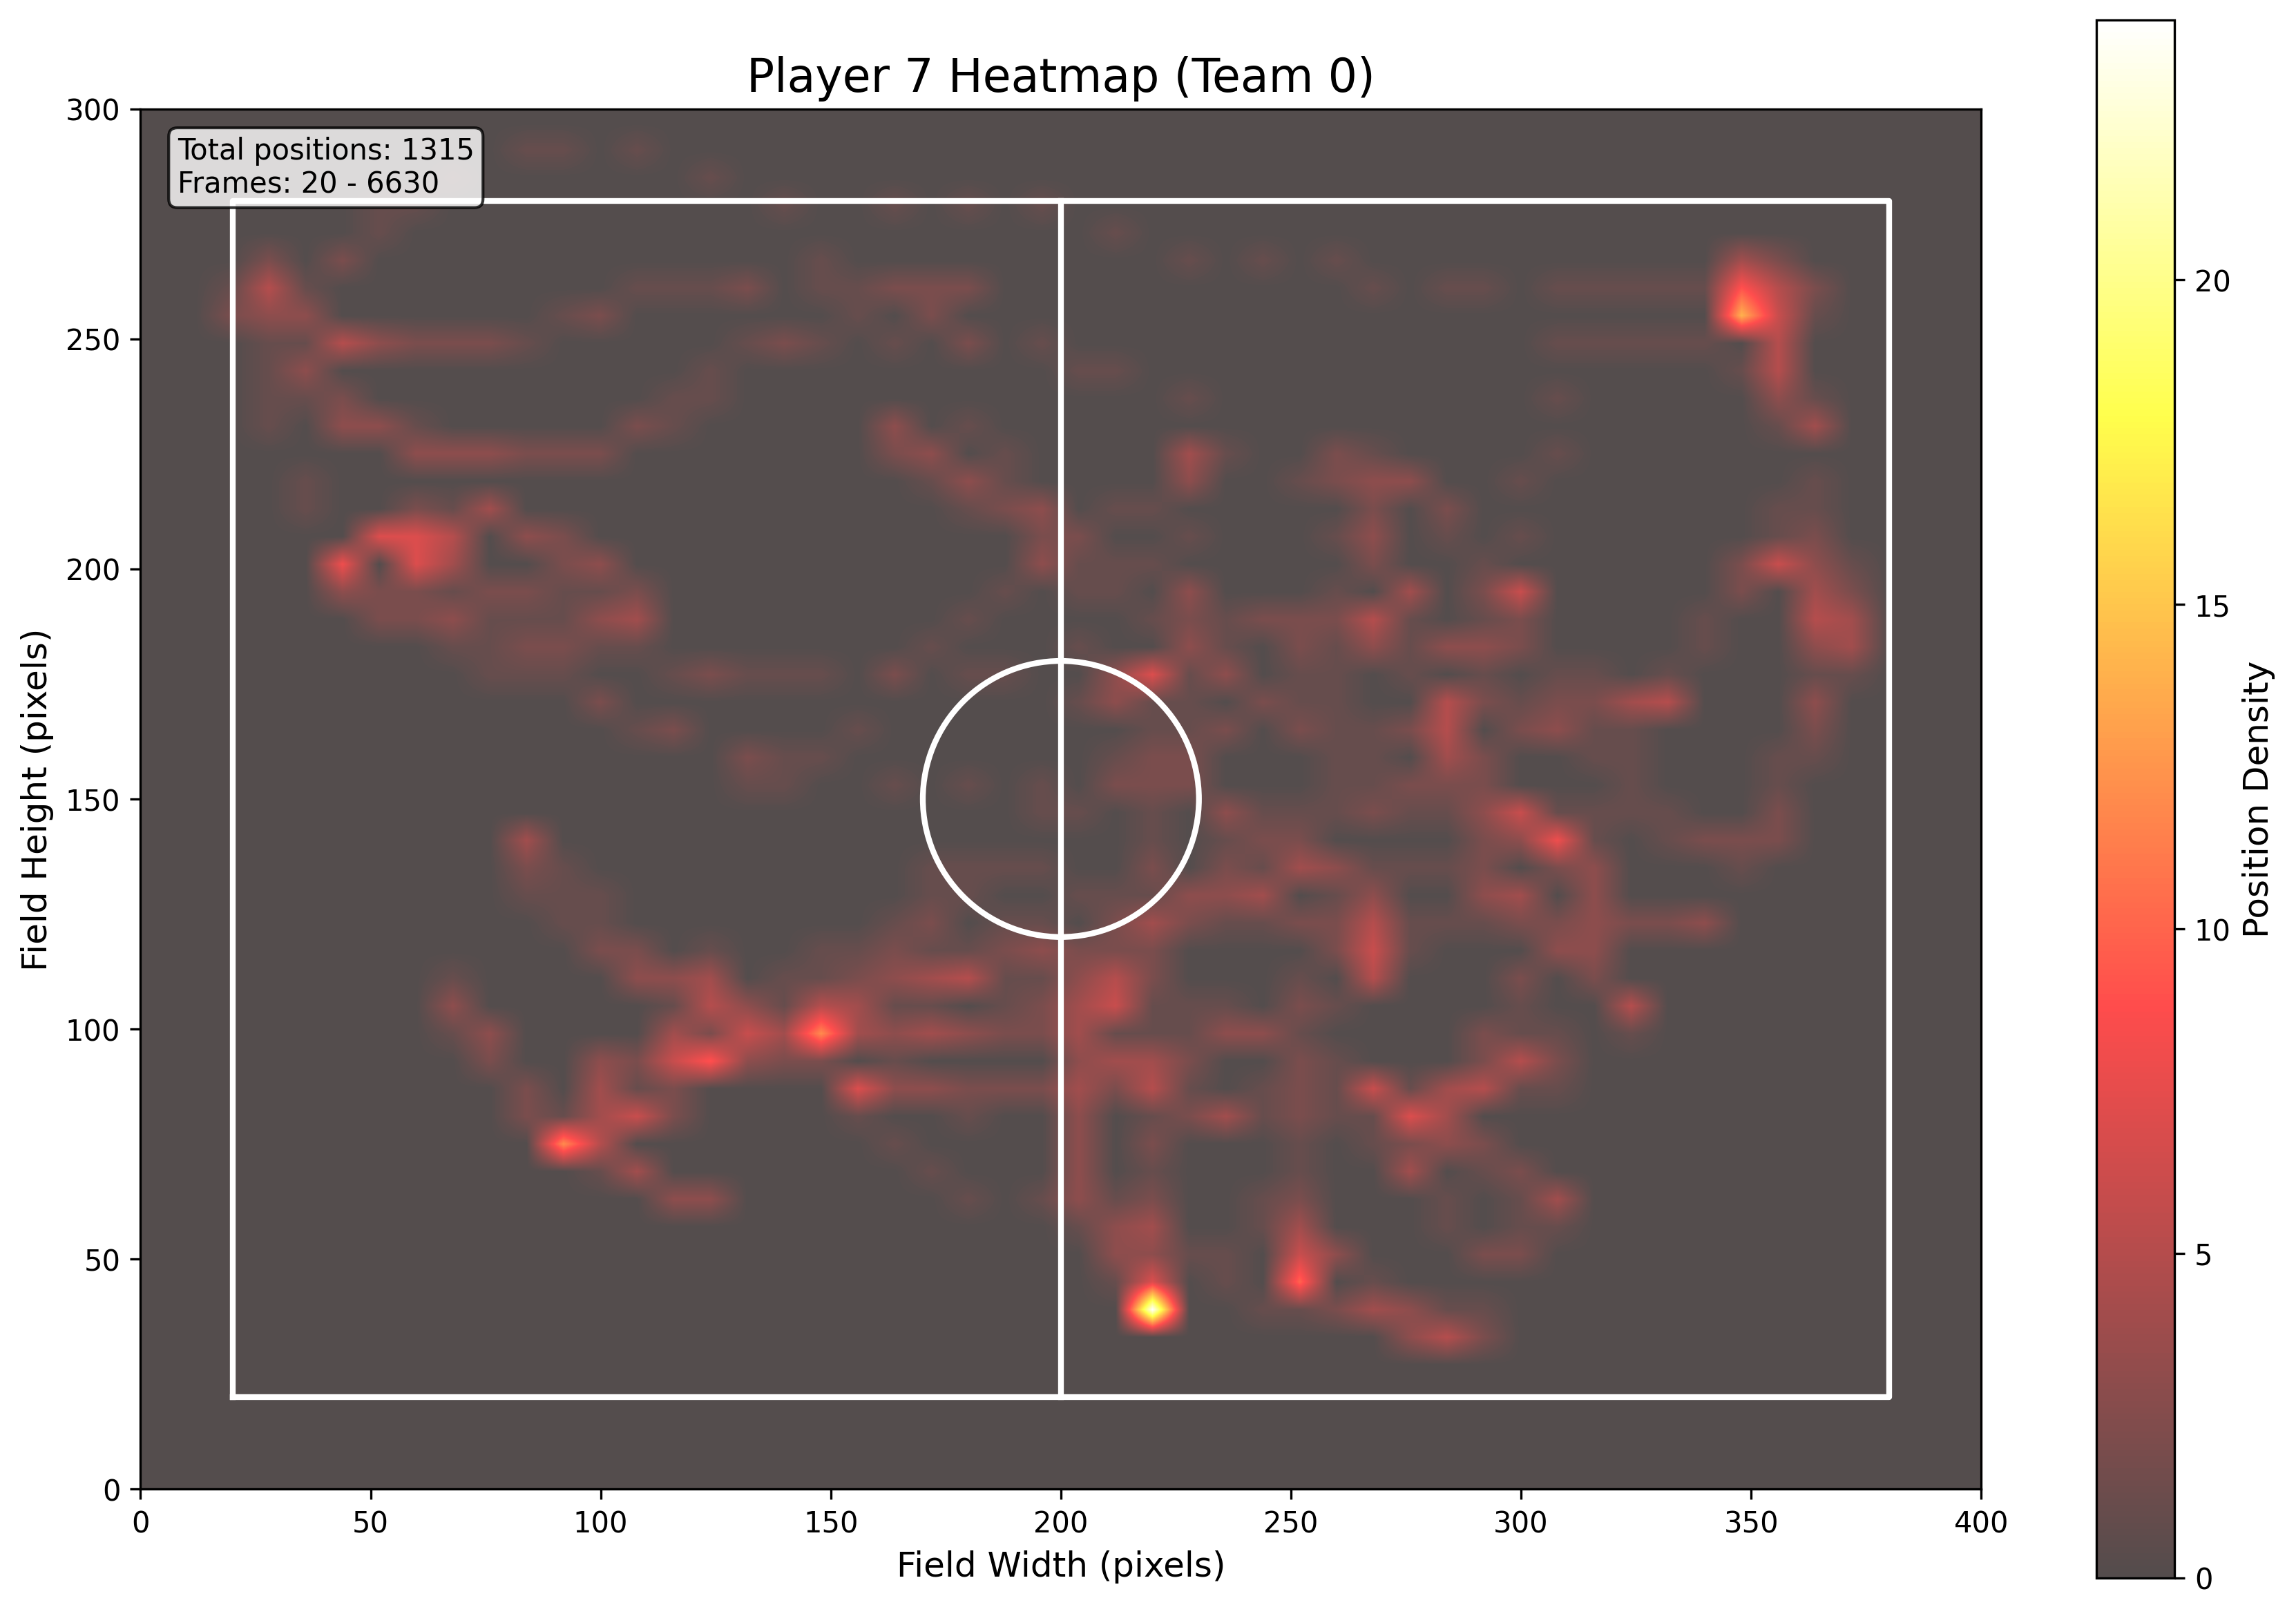 Player 7 Heatmap (Team 0)
Total positions: 1315
Frames: 20 - 6630
300
250
200
150
100
50
0
Field Height (pixels)
0 50 100 150 200 250 300 350 400
Field Width (pixels)
20
15
10
5
0
Position Density